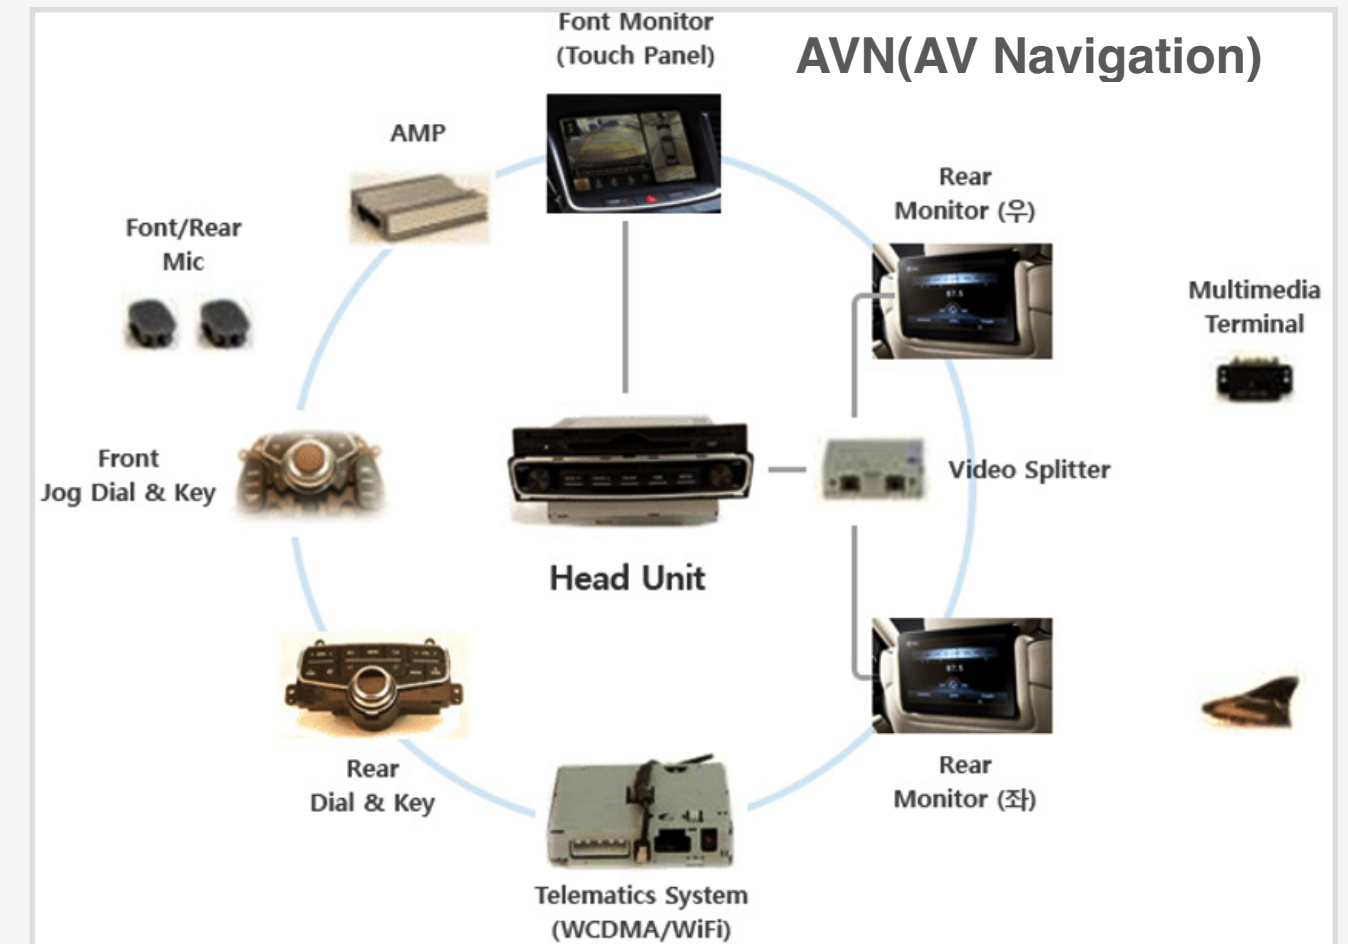 Font Monitor
(Touch Panel)
AVN(AV Navigation)
AMP
Rear
Monitor (우)
Font/Rear
Mic
Multimedia
Terminal
Front
Jog Dial & Key
Video Splitter
Head Unit
Rear
Dial & Key
Rear
Monitor (좌)
Telematics System
(WCDMA/WiFi)